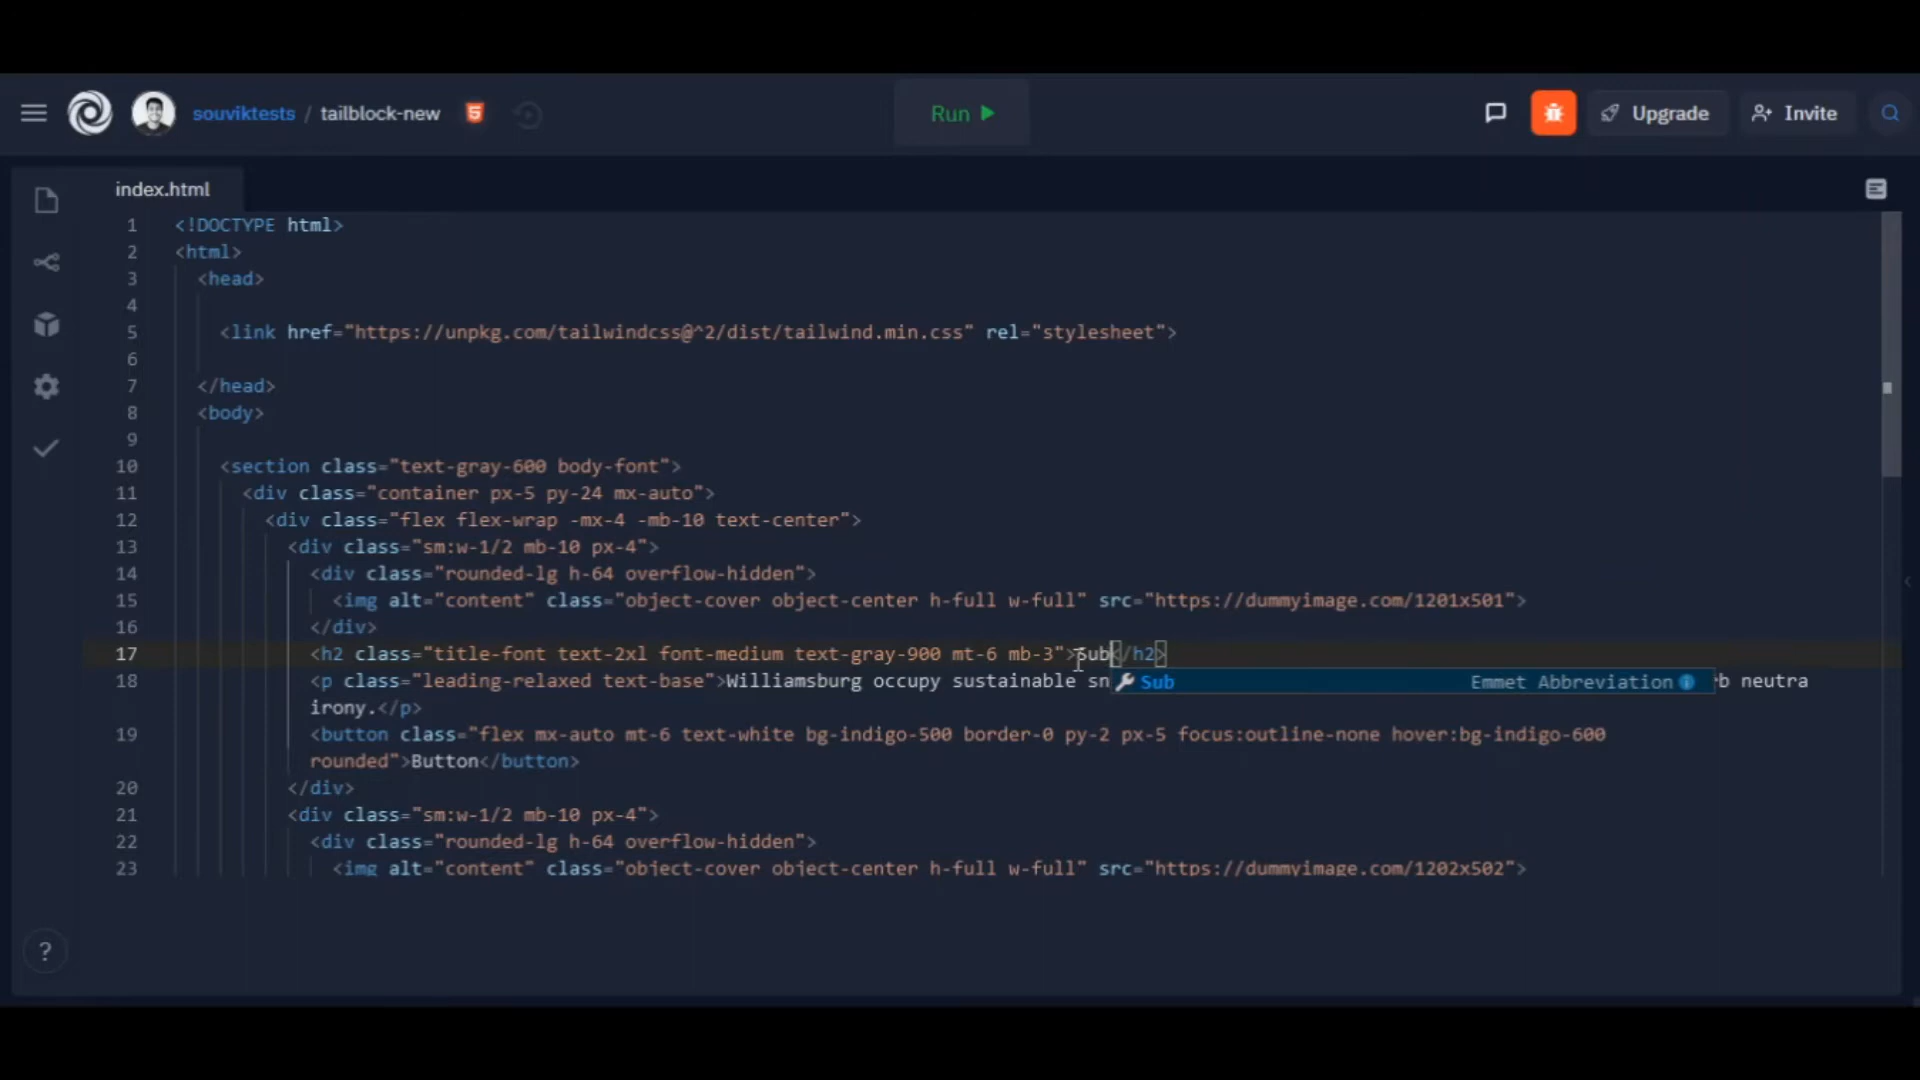 souviktests / tailblock-new
Run
Upgrade
Invite
index.html
1 <!DOCTYPE html>
2 <html>
3 <head>
4
5 <link href="https://unpkg.com/tailwindcss@^2/dist/tailwind.min.css" rel="stylesheet">
6
7 </head>
8 <body>
9
10 <section class="text-gray-600 body-font">
11 <div class="container px-5 py-24 mx-auto">
12 <div class="flex flex-wrap -mx-4 -mb-10 text-center">
13 <div class="sm:w-1/2 mb-10 px-4">
14 <div class="rounded-lg h-64 overflow-hidden">
15 <img alt="content" class="object-cover object-center h-full w-full" src="https://dummyimage.com/1201x501">
16 </div>
17 <h2 class="title-font text-2xl font-medium text-gray-900 mt-6 mb-3">Sub</h2>
18 <p class="leading-relaxed text-base">Williamsburg occupy sustainable sn
Sub Emmet Abbreviation
rb neutra
irony.</p>
19 <button class="flex mx-auto mt-6 text-white bg-indigo-500 border-0 py-2 px-5 focus:outline-none hover:bg-indigo-600
rounded">Button</button>
20 </div>
21 <div class="sm:w-1/2 mb-10 px-4">
22 <div class="rounded-lg h-64 overflow-hidden">
23 <img alt="content" class="object-cover object-center h-full w-full" src="https://dummyimage.com/1202x502">
?